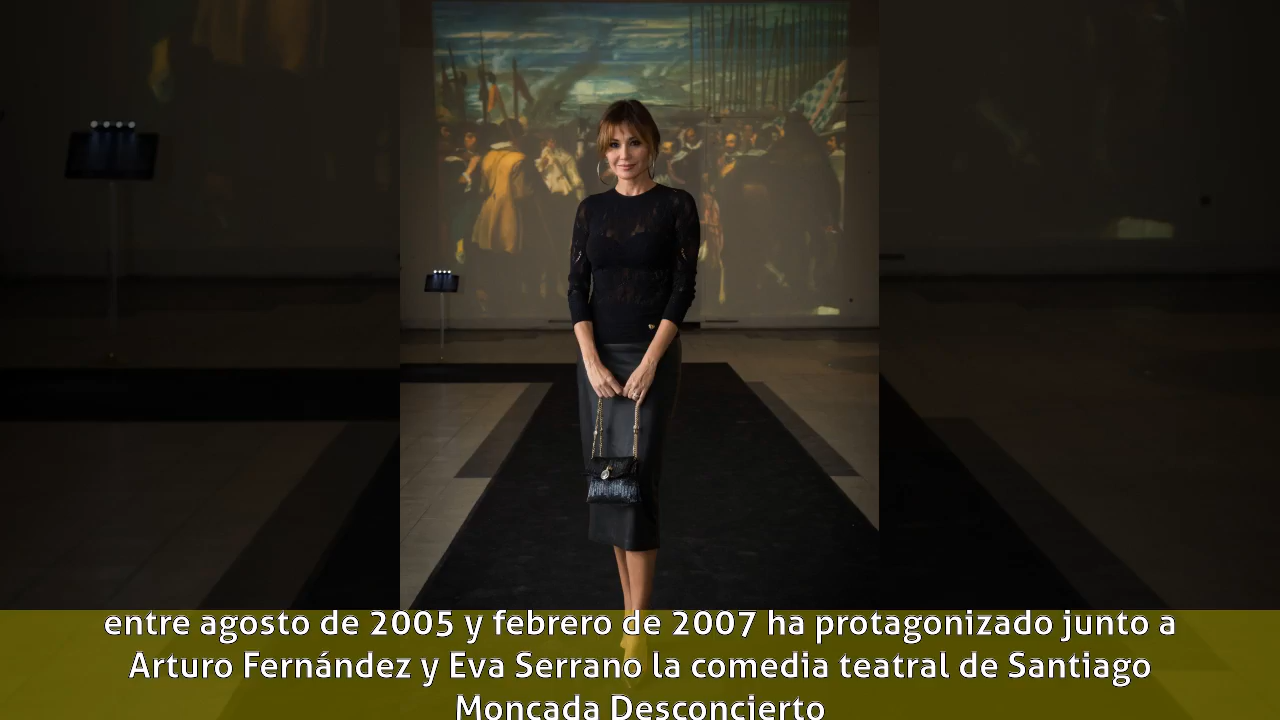 entre agosto de 2005 y febrero de 2007 ha protagonizado junto a
Arturo Fernández y Eva Serrano la comedia teatral de Santiago
Moncada Desconcierto